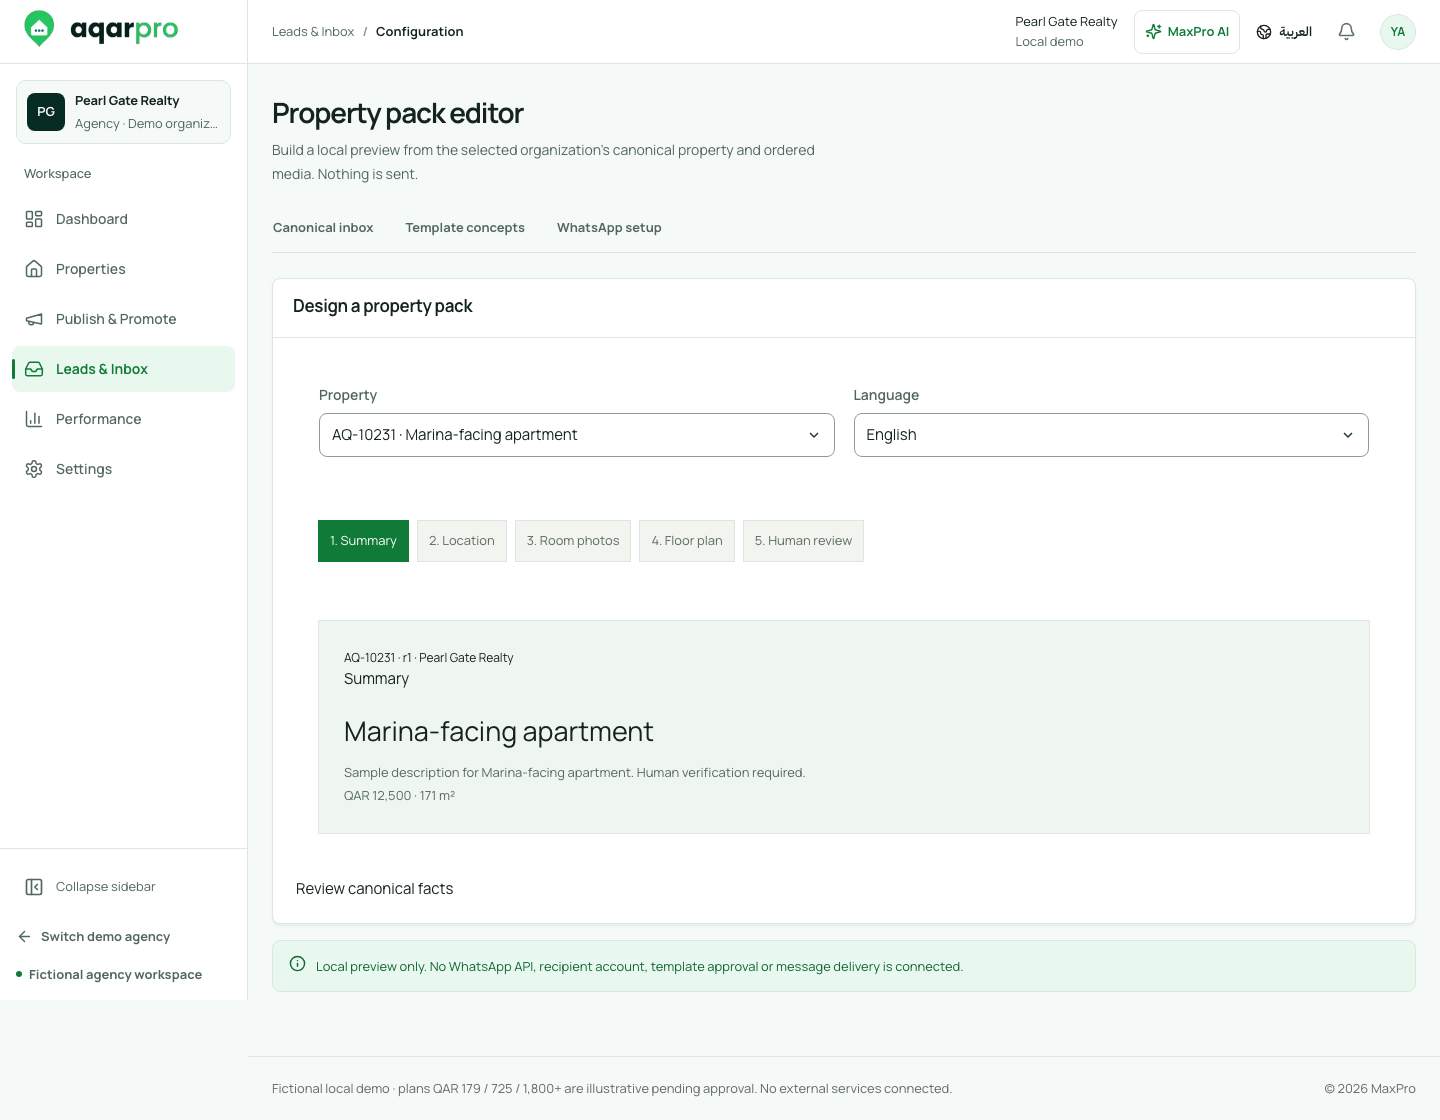 aqarpro
Leads & Inbox / Configuration
Pearl Gate Realty
Local demo
MaxPro AI
العربية
YA
PG
Pearl Gate Realty
Agency · Demo organiz...
Workspace
Dashboard
Properties
Publish & Promote
Leads & Inbox
Performance
Settings
Collapse sidebar
Switch demo agency
Fictional agency workspace
Property pack editor
Build a local preview from the selected organization's canonical property and ordered
media. Nothing is sent.
Canonical inbox Template concepts WhatsApp setup
Design a property pack
Property Language
AQ-10231 · Marina-facing apartment English
1. Summary 2. Location 3. Room photos 4. Floor plan 5. Human review
AQ-10231 · r1 · Pearl Gate Realty
Summary
Marina-facing apartment
Sample description for Marina-facing apartment. Human verification required.
QAR 12,500 · 171 m²
Review canonical facts
Local preview only. No WhatsApp API, recipient account, template approval or message delivery is connected.
Fictional local demo · plans QAR 179 / 725 / 1,800+ are illustrative pending approval. No external services connected.
© 2026 MaxPro